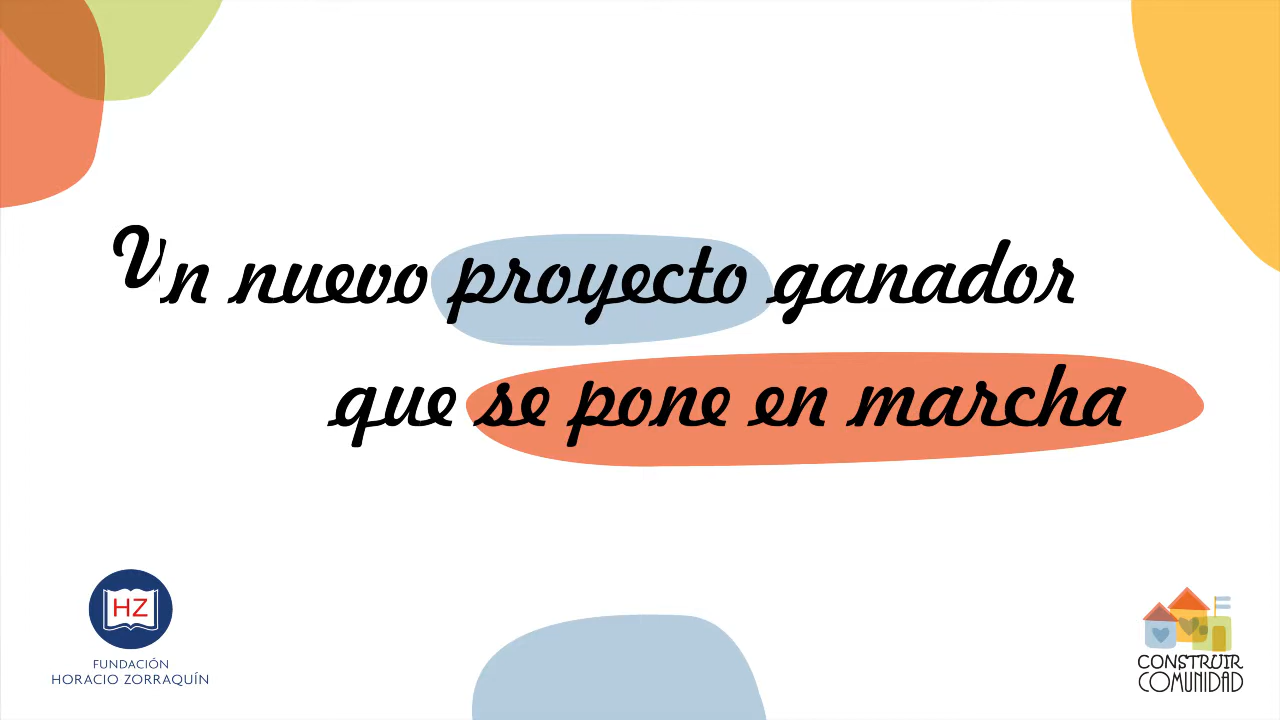 Un nuevo proyecto ganador
que se pone en marcha
HZ
FUNDACIÓN
HORACIO ZORRAQUÍN
CONSTRUIR
COMUNIDAD